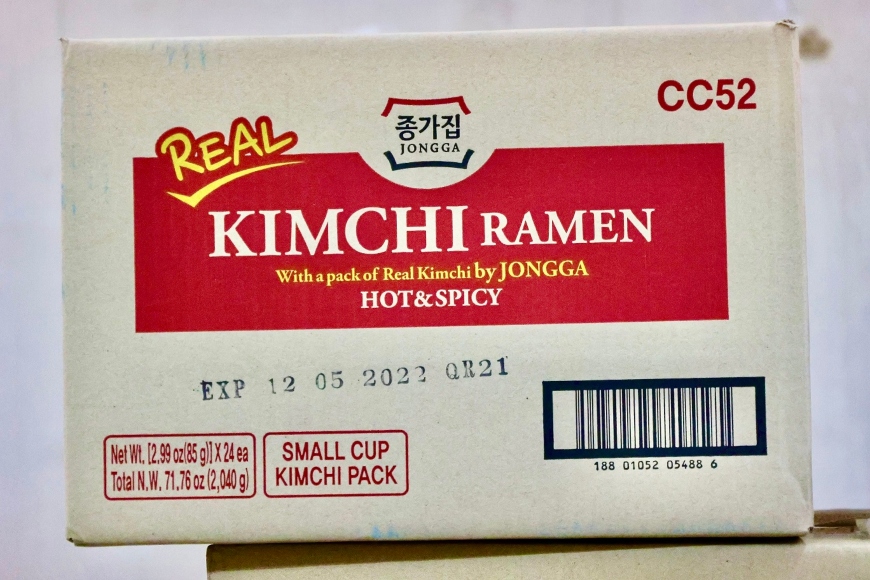 CC52
종가집
JONGGA
REAL
KIMCHI RAMEN
With a pack of Real Kimchi by JONGGA
HOT&SPICY
EXP 12 05 2022 QR21
Net Wt. [2.99 oz(85 g)] X 24 ea
Total N.W. 71.76 oz (2,040 g)
SMALL CUP
KIMCHI PACK
188 01052 05488 6